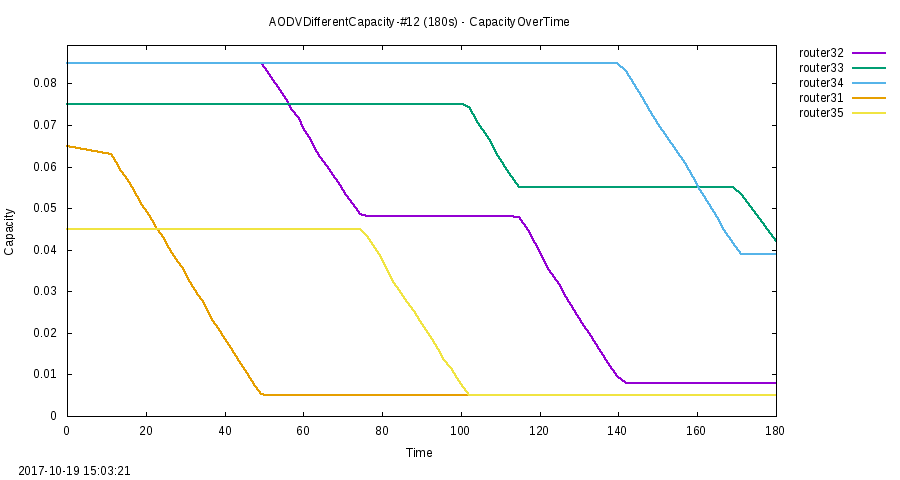 AODVDifferentCapacity-#12 (180s) - CapacityOverTime
router32
router33
router34
router31
router35
0.08
0.07
0.06
0.05
0.04
0.03
0.02
0.01
0
Capacity
0 20 40 60 80 100 120 140 160 180
Time
2017-10-19 15:03:21